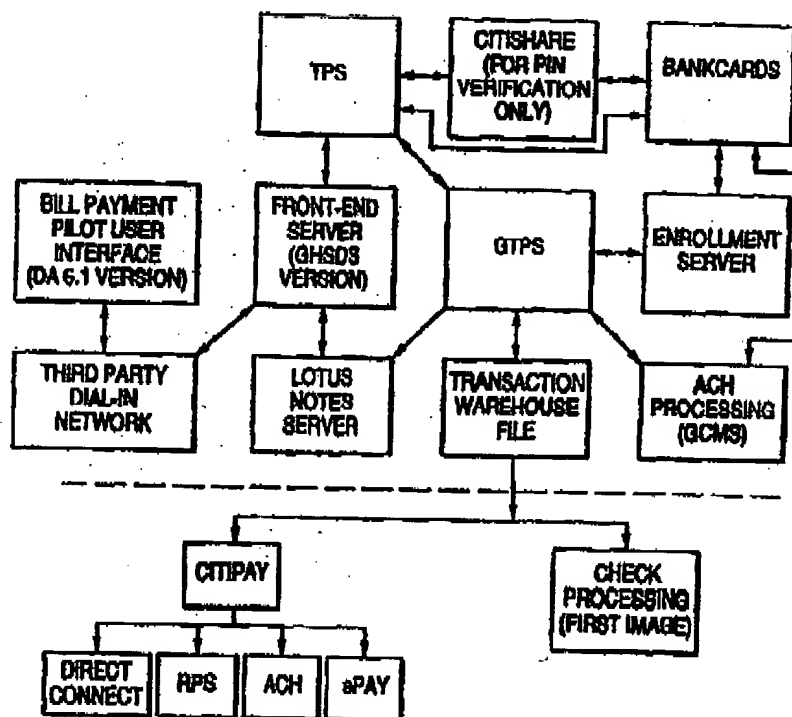 TPS
CITISHARE
(FOR PIN
VERIFICATION
ONLY)
BANKCARDS
BILL PAYMENT
PILOT USER
INTERFACE
(DA 6.1 VERSION)
FRONT-END
SERVER
(GHSDS
VERSION)
GTPS
ENROLLMENT
SERVER
THIRD PARTY
DIAL-IN
NETWORK
LOTUS
NOTES
SERVER
TRANSACTION
WAREHOUSE
FILE
ACH
PROCESSING
(GCMS)
CITIPAY
CHECK
PROCESSING
(FIRST IMAGE)
DIRECT
CONNECT
RPS
ACH
aPAY